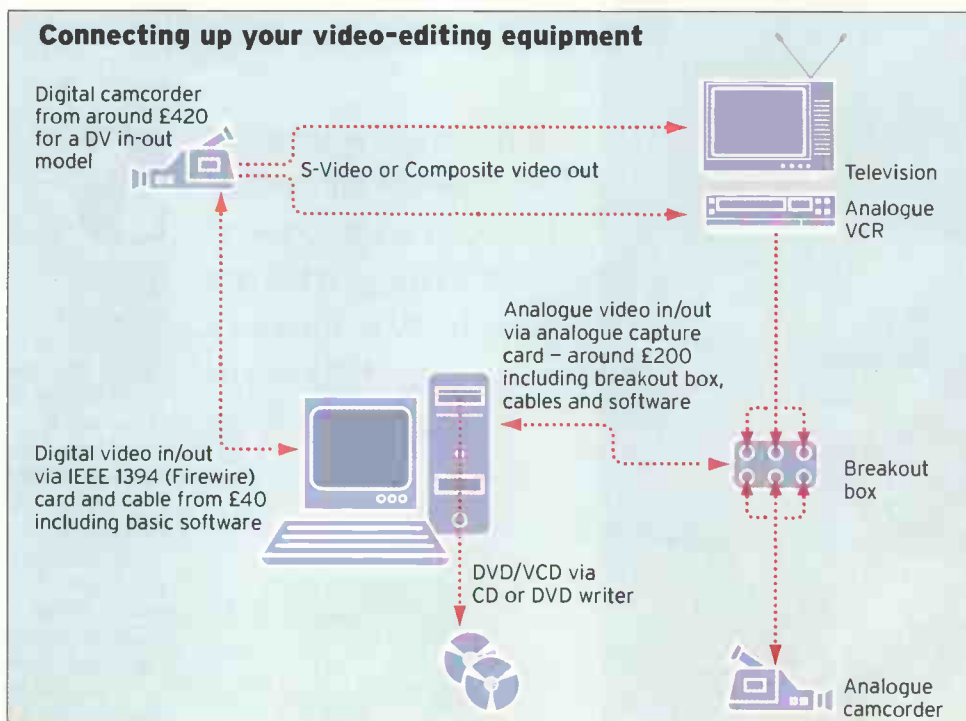 Connecting up your video-editing equipment
Digital camcorder
from around £420
for a DV in-out
model
S-Video or Composite video out
Television
Analogue
VCR
Analogue video in/out
via analogue capture
card – around £200
including breakout box,
cables and software
Digital video in/out
via IEEE 1394 (Firewire)
card and cable from £40
including basic software
Breakout
box
DVD/VCD via
CD or DVD writer
Analogue
camcorder